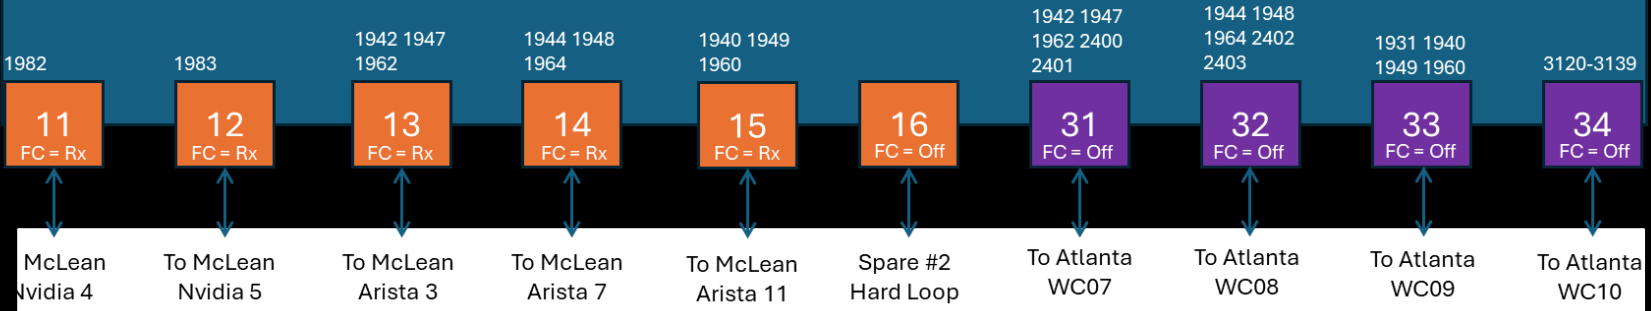 1982
1983
1942 1947
1962
1944 1948
1964
1940 1949
1960
1942 1947
1962 2400
2401
1944 1948
1964 2402
2403
1931 1940
1949 1960
3120-3139
11
FC = Rx
12
FC = Rx
13
FC = Rx
14
FC = Rx
15
FC = Rx
16
FC = Off
31
FC = Off
32
FC = Off
33
FC = Off
34
FC = Off
McLean
Nvidia 4
To McLean
Nvidia 5
To McLean
Arista 3
To McLean
Arista 7
To McLean
Arista 11
Spare #2
Hard Loop
To Atlanta
WC07
To Atlanta
WC08
To Atlanta
WC09
To Atlanta
WC10